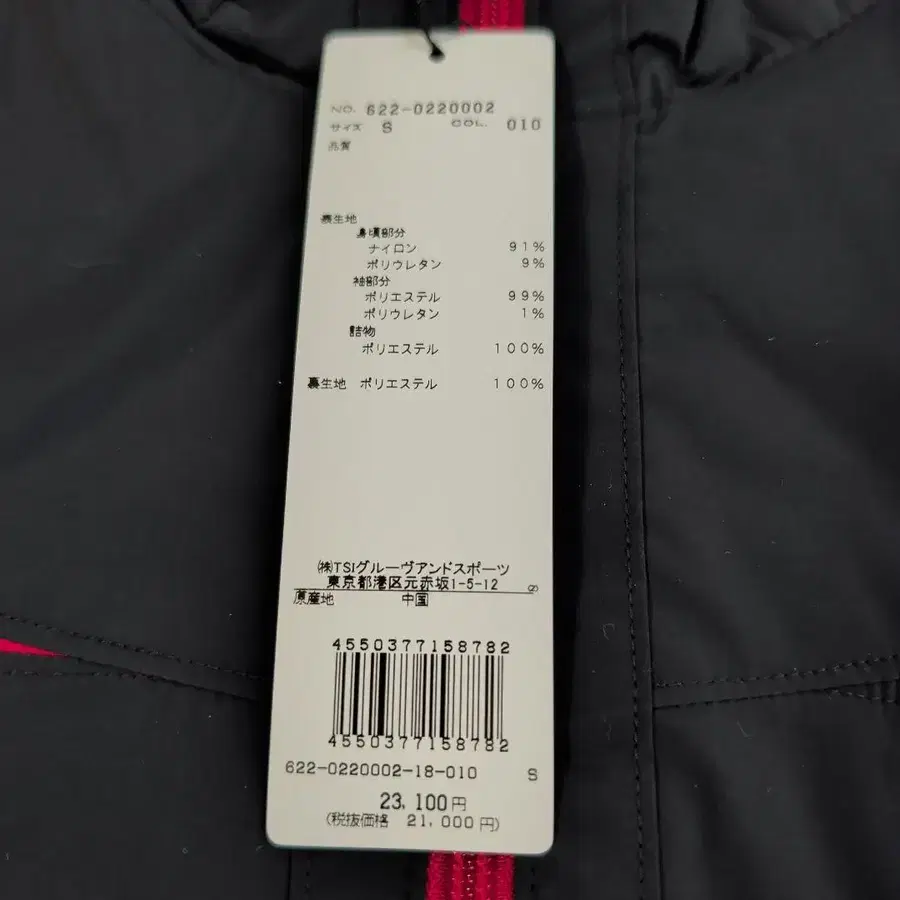 NO. 622-0220002
サイズ S COL. 010
品質
表生地
身頃部分
ナイロン 91%
ポリウレタン 9%
袖部分
ポリエステル 99%
ポリウレタン 1%
詰物
ポリエステル 100%
裏生地 ポリエステル 100%
㈱TSIグルーヴアンドスポーツ
東京都港区元赤坂1-5-12
原産地 中国
4550377158782
4550377158782
622-0220002-18-010 S
23,100円
(税抜価格 21,000円)